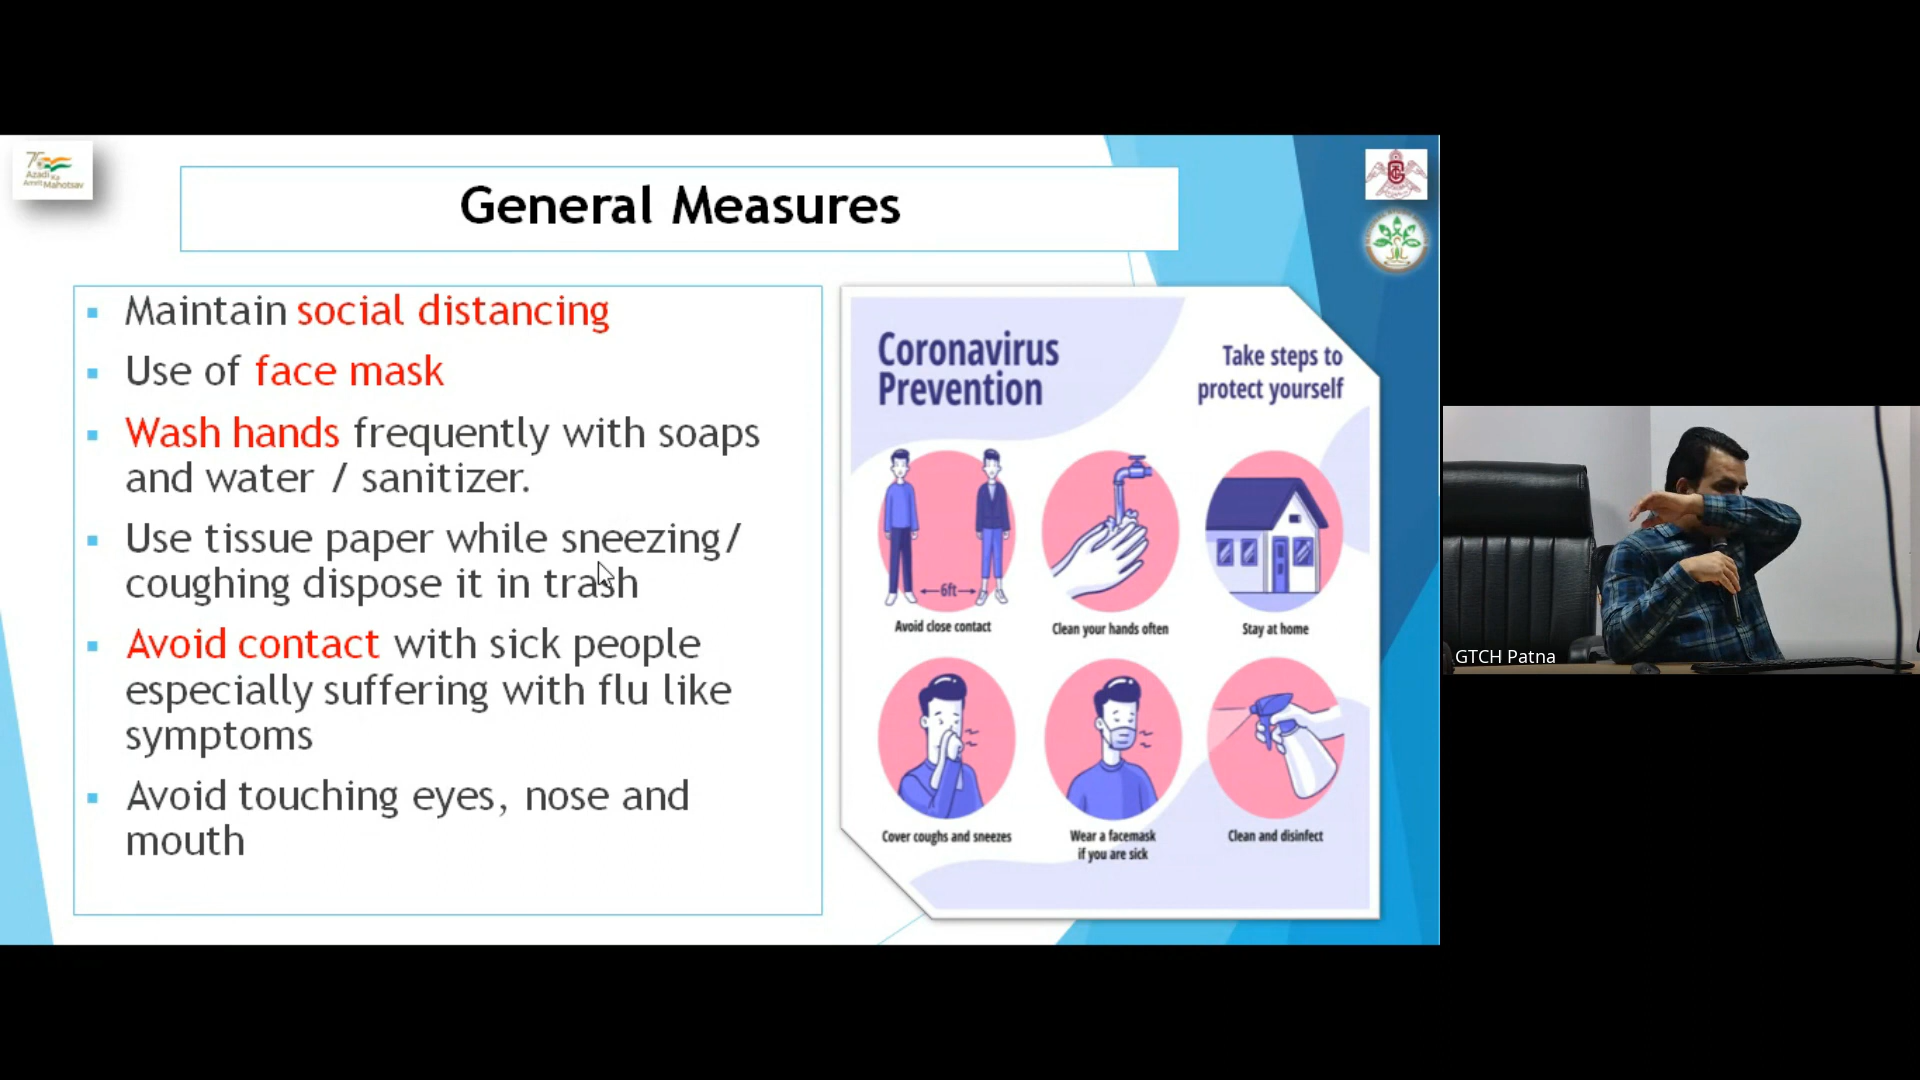 75
Azadi Ka
Amrit Mahotsav
General Measures
Maintain social distancing
Use of face mask
Wash hands frequently with soaps
and water / sanitizer.
Use tissue paper while sneezing/
coughing dispose it in trash
Avoid contact with sick people
especially suffering with flu like
symptoms
Avoid touching eyes, nose and
mouth
Coronavirus
Prevention
Take steps to
protect yourself
6ft
Avoid close contact
Clean your hands often
Stay at home
Cover coughs and sneezes
Wear a facemask
if you are sick
Clean and disinfect
GTCH Patna